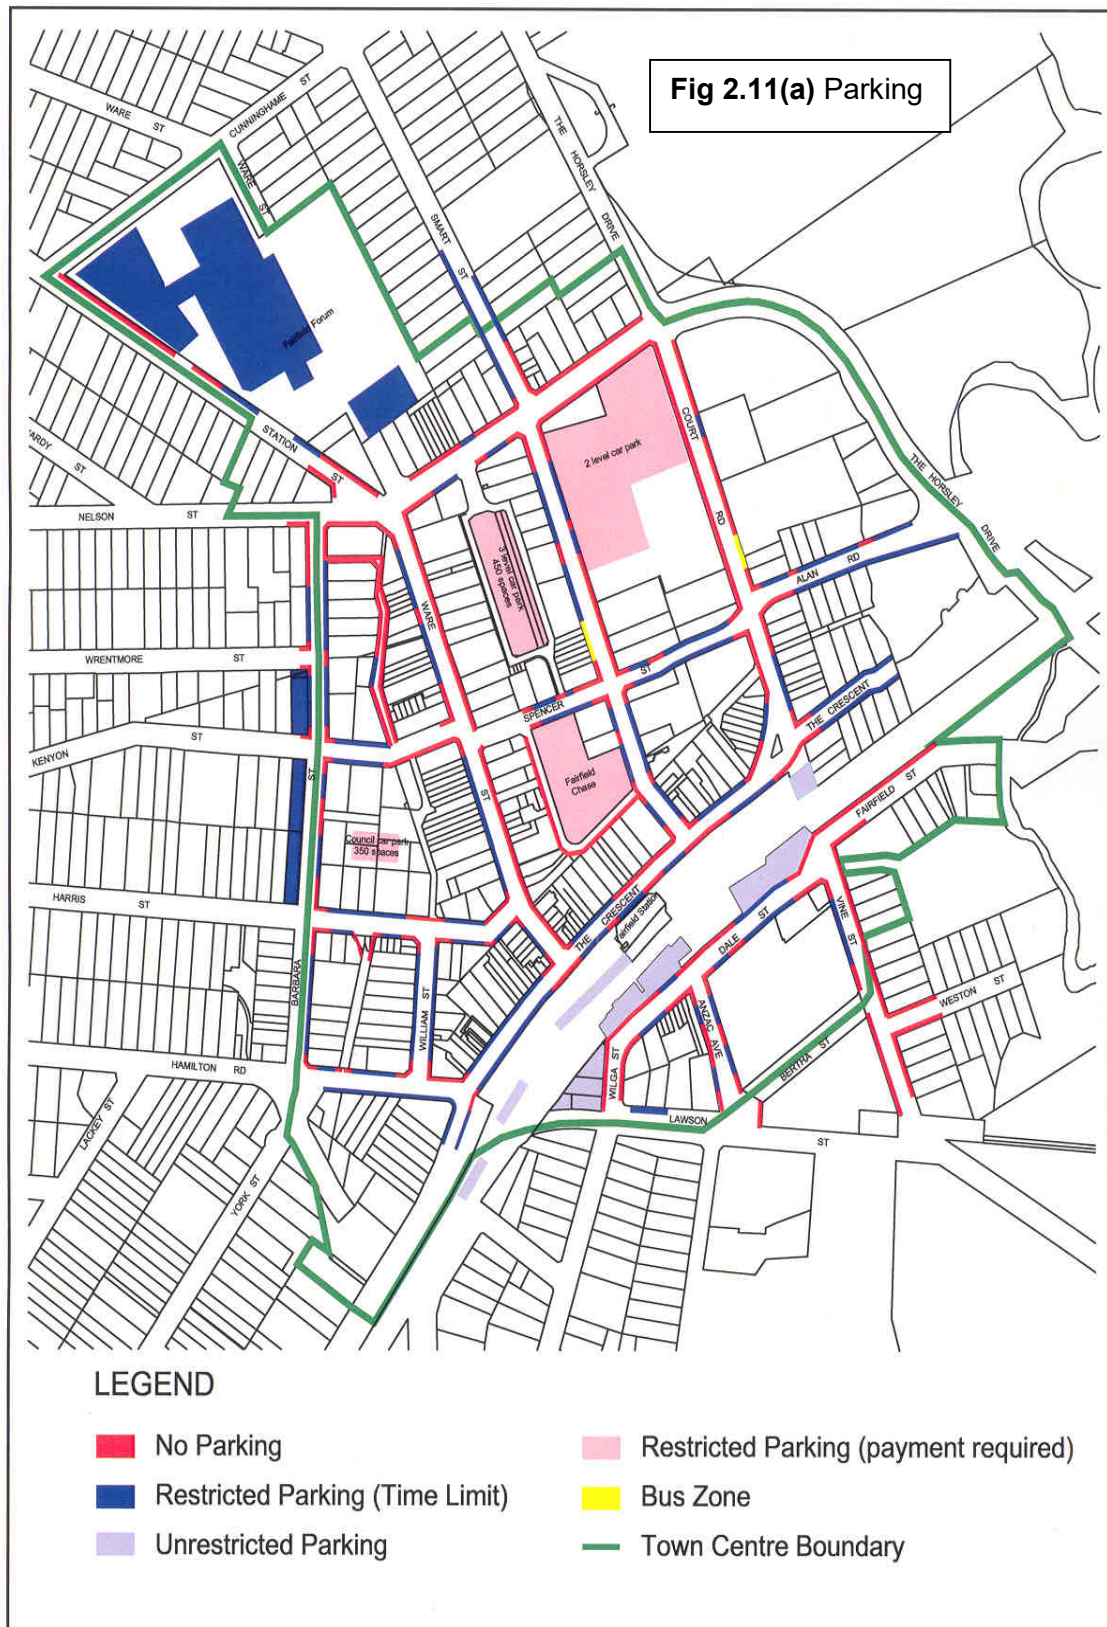 Fig 2.11(a) Parking
WARE ST
CUNNINGHAME ST
WARE ST
SMART ST
THE HORSLEY DRIVE
Fairfield Forum
STATION ST
ARDY ST
NELSON ST
2 level car park
COURT RD
THE HORSLEY DRIVE
3 level car park
450 spaces
ALAN RD
WARE ST
WRENTMORE ST
SPENCER ST
THE CRESCENT
KENYON ST
Fairfield
Chase
FAIRFIELD ST
Council car park
350 spaces
HARRIS ST
THE CRESCENT
Fairfield Station
DALE ST
VINE ST
BARBARA ST
WILLIAM ST
WESTON ST
ANZAC AVE
BERTHA ST
WILGA ST
HAMILTON RD
LACKEY ST
LAWSON ST
YORK ST
LEGEND
No Parking
Restricted Parking (Time Limit)
Unrestricted Parking
Restricted Parking (payment required)
Bus Zone
Town Centre Boundary